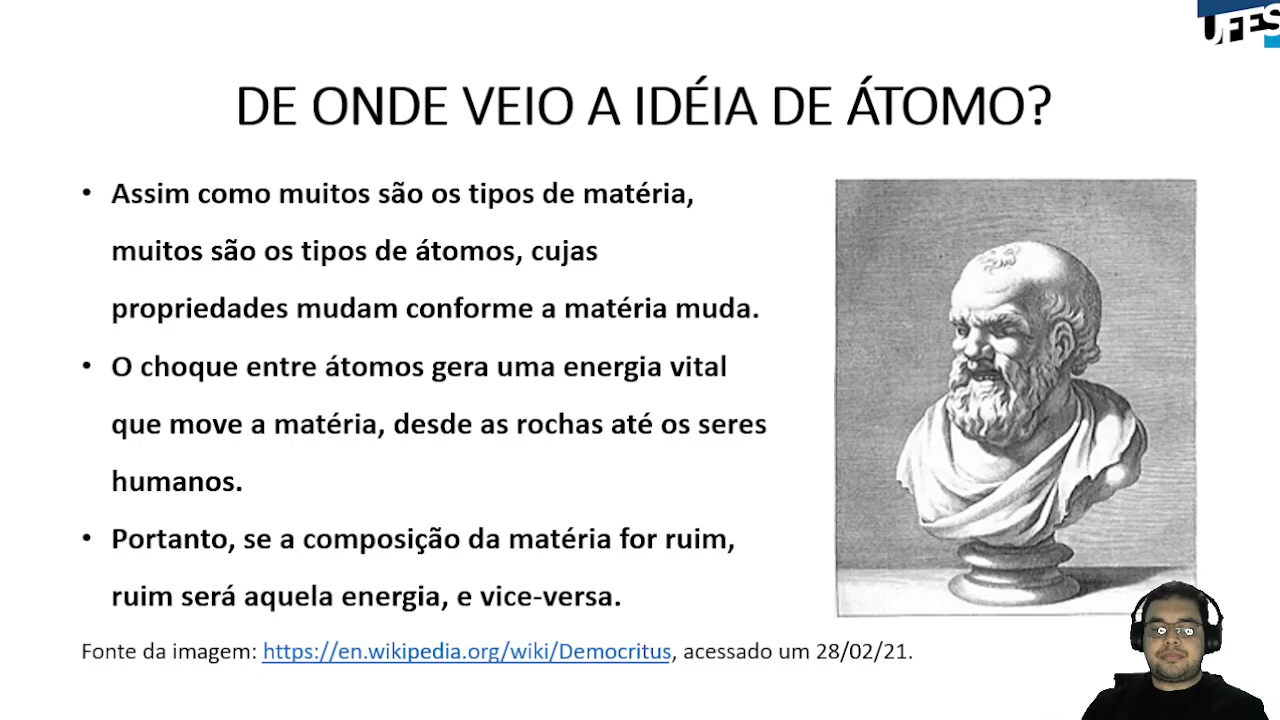 UFES
DE ONDE VEIO A IDÉIA DE ÁTOMO?
• Assim como muitos são os tipos de matéria,
muitos são os tipos de átomos, cujas
propriedades mudam conforme a matéria muda.
• O choque entre átomos gera uma energia vital
que move a matéria, desde as rochas até os seres
humanos.
• Portanto, se a composição da matéria for ruim,
ruim será aquela energia, e vice-versa.
Fonte da imagem: https://en.wikipedia.org/wiki/Democritus, acessado um 28/02/21.